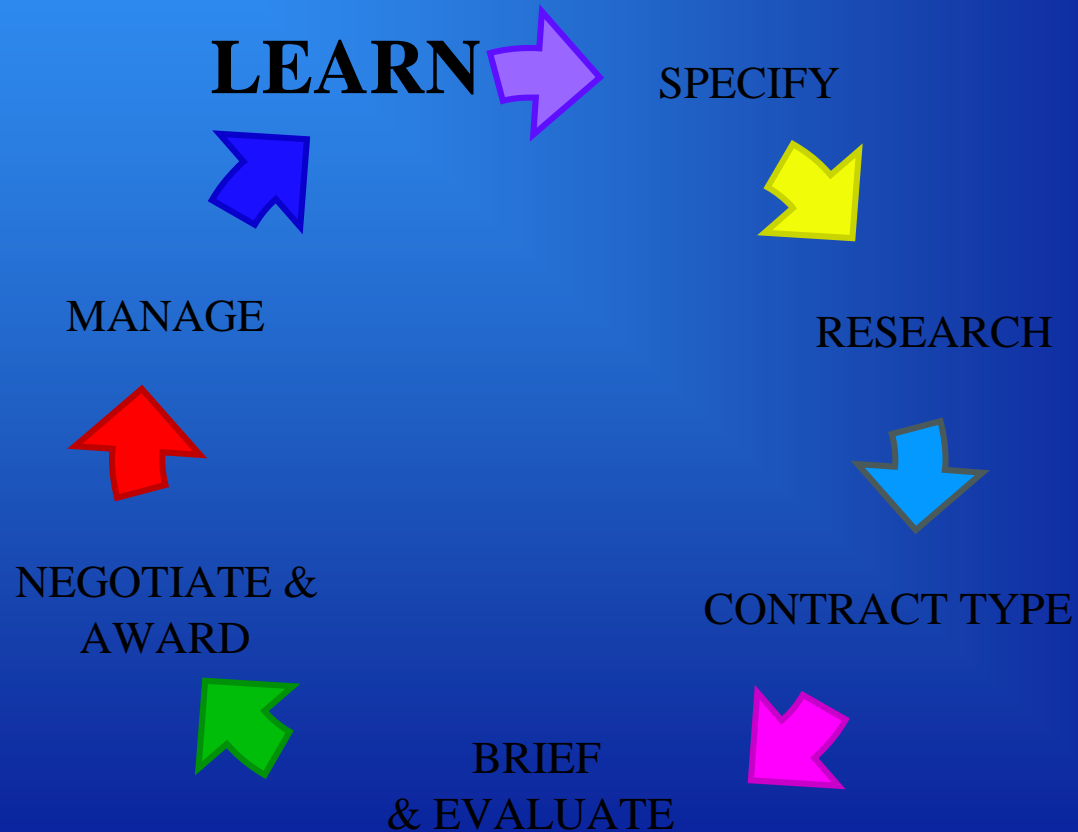 LEARN
SPECIFY
RESEARCH
CONTRACT TYPE
BRIEF
& EVALUATE
NEGOTIATE &
AWARD
MANAGE